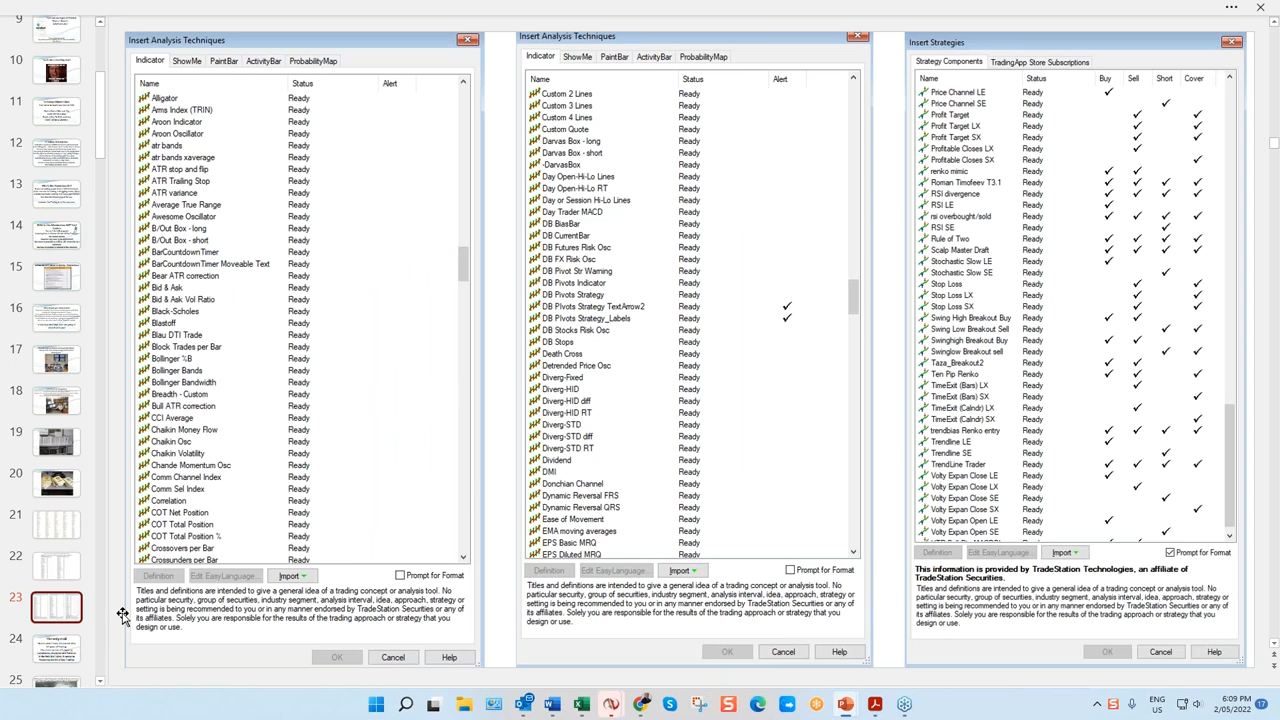 9
10
11
12
13
14
15
16
17
18
19
20
21
22
23
24
25
Insert Analysis Techniques
Indicator ShowMe PaintBar ActivityBar ProbabilityMap
Name Status Alert
Alligator Ready
Arms Index (TRIN) Ready
Aroon Indicator Ready
Aroon Oscillator Ready
atr bands Ready
atr bands xaverage Ready
ATR stop and flip Ready
ATR Trailing Stop Ready
ATR variance Ready
Average True Range Ready
Awesome Oscillator Ready
B/Out Box - long Ready
B/Out Box - short Ready
BarCountdownTimer Ready
BarCountdownTimer Moveable Text Ready
Bear ATR correction Ready
Bid & Ask Ready
Bid & Ask Vol Ratio Ready
Black-Scholes Ready
Blastoff Ready
Blau DTI Trade Ready
Block Trades per Bar Ready
Bollinger %B Ready
Bollinger Bands Ready
Bollinger Bandwidth Ready
Breadth - Custom Ready
Bull ATR correction Ready
CCI Average Ready
Chaikin Money Flow Ready
Chaikin Osc Ready
Chaikin Volatility Ready
Chande Momentum Osc Ready
Comm Channel Index Ready
Comm Sel Index Ready
Correlation Ready
COT Net Position Ready
COT Total Position Ready
COT Total Position % Ready
Crossovers per Bar Ready
Crossunders per Bar Ready
Definition Edit EasyLanguage... Import Prompt for Format
Titles and definitions are intended to give a general idea of a trading concept or analysis tool. No
particular security, group of securities, industry segment, analysis interval, idea, approach, strategy or
setting is being recommended to you or in any manner endorsed by TradeStation Securities or any of
its affiliates. Solely you are responsible for the results of the trading approach or strategy that you
design or use.
OK Cancel Help
Insert Analysis Techniques
Indicator ShowMe PaintBar ActivityBar ProbabilityMap
Name Status Alert
Custom 2 Lines Ready
Custom 3 Lines Ready
Custom 4 Lines Ready
Custom Quote Ready
Darvas Box - long Ready
Darvas Box - short Ready
-DarvasBox Ready
Day Open-Hi-Lo Lines Ready
Day Open-Hi-Lo RT Ready
Day or Session Hi-Lo Lines Ready
Day Trader MACD Ready
DB BiasBar Ready
DB CurrentBar Ready
DB Futures Risk Osc Ready
DB FX Risk Osc Ready
DB Pivot Str Warning Ready
DB Pivots Indicator Ready
DB Pivots Strategy Ready
DB Pivots Strategy TextArrow2 Ready
DB Pivots Strategy_Labels Ready
DB Stocks Risk Osc Ready
DB Stops Ready
Death Cross Ready
Detrended Price Osc Ready
Diverg-Fixed Ready
Diverg-HID Ready
Diverg-HID diff Ready
Diverg-HID RT Ready
Diverg-STD Ready
Diverg-STD diff Ready
Diverg-STD RT Ready
Dividend Ready
DMI Ready
Donchian Channel Ready
Dynamic Reversal FRS Ready
Dynamic Reversal QRS Ready
Ease of Movement Ready
EMA moving averages Ready
EPS Basic MRQ Ready
EPS Diluted MRQ Ready
Definition Edit EasyLanguage... Import Prompt for Format
Titles and definitions are intended to give a general idea of a trading concept or analysis tool. No
particular security, group of securities, industry segment, analysis interval, idea, approach, strategy or
setting is being recommended to you or in any manner endorsed by TradeStation Securities or any of
its affiliates. Solely you are responsible for the results of the trading approach or strategy that you
design or use.
OK Cancel Help
Insert Strategies
Strategy Components TradingApp Store Subscriptions
Name Status Buy Sell Short Cover
Price Channel LE Ready
Price Channel SE Ready
Profit Target Ready
Profit Target LX Ready
Profit Target SX Ready
Profitable Closes LX Ready
Profitable Closes SX Ready
renko mimic Ready
Roman Timofeev T3.1 Ready
RSI divergence Ready
RSI LE Ready
rsi overbought/sold Ready
RSI SE Ready
Rule of Two Ready
Scalp Master Draft Ready
Stochastic Slow LE Ready
Stochastic Slow SE Ready
Stop Loss Ready
Stop Loss LX Ready
Stop Loss SX Ready
Swing High Breakout Buy Ready
Swing Low Breakout Sell Ready
Swinghigh Breakout Buy Ready
Swinglow Breakout sell Ready
Taza_Breakout2 Ready
Ten Pip Renko Ready
TimeExit (Bars) LX Ready
TimeExit (Bars) SX Ready
TimeExit (Calndr) LX Ready
TimeExit (Calndr) SX Ready
trendbias Renko entry Ready
Trendline LE Ready
Trendline SE Ready
TrendLine Trader Ready
Volty Expan Close LE Ready
Volty Expan Close LX Ready
Volty Expan Close SE Ready
Volty Expan Close SX Ready
Volty Expan Open LE Ready
Volty Expan Open SE Ready
Definition Edit EasyLanguage... Import Prompt for Format
This information is provided by TradeStation Technologies, an affiliate of
TradeStation Securities.
Titles and definitions are intended to give a general idea of a trading concept or analysis tool. No
particular security, group of securities, industry segment, analysis interval, idea, approach, strategy or
setting is being recommended to you or in any manner endorsed by TradeStation Securities or any of
its affiliates. Solely you are responsible for the results of the trading approach or strategy that you
design or use.
OK Cancel Help
ENG
US
6:09 PM
2/05/2022
17